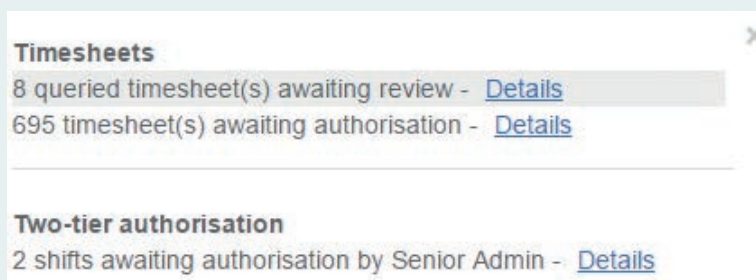 Timesheets
8 queried timesheet(s) awaiting review - Details
695 timesheet(s) awaiting authorisation - Details
Two-tier authorisation
2 shifts awaiting authorisation by Senior Admin - Details